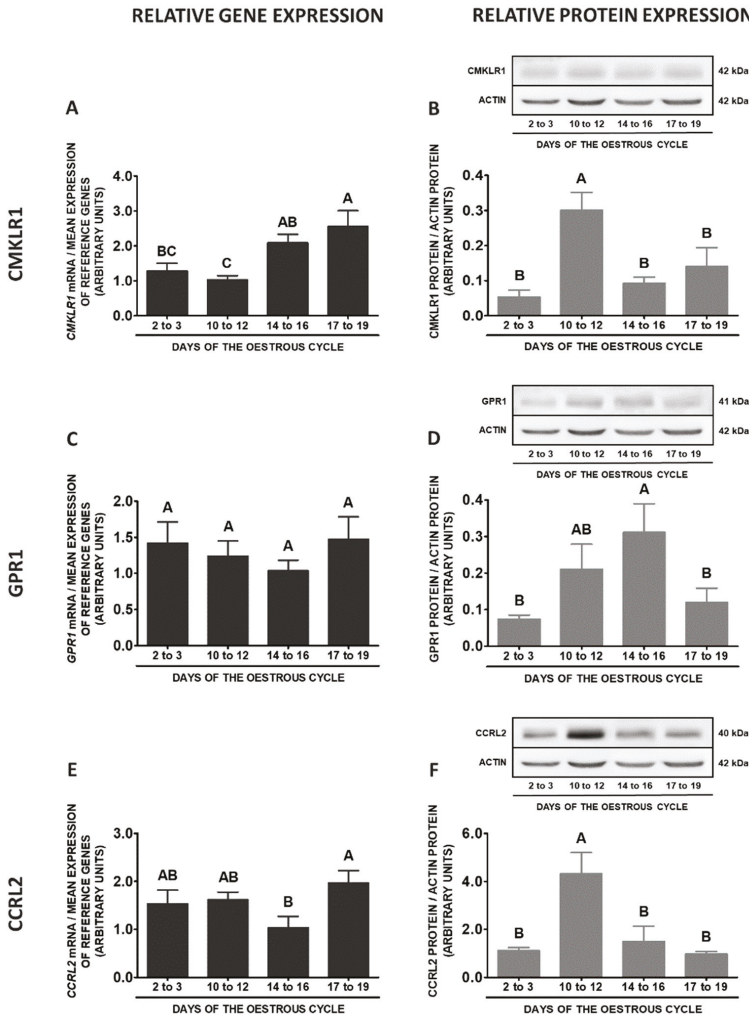 RELATIVE GENE EXPRESSION
RELATIVE PROTEIN EXPRESSION
CMKLR1
A
CMKLR1 mRNA / MEAN EXPRESSION
OF REFERENCE GENES
(ARBITRARY UNITS)
4.0
3.0
2.0
1.0
0.0
BC
C
AB
A
2 to 3
10 to 12
14 to 16
17 to 19
DAYS OF THE OESTROUS CYCLE
B
CMKLR1
42 kDa
ACTIN
42 kDa
2 to 3
10 to 12
14 to 16
17 to 19
DAYS OF THE OESTROUS CYCLE
CMKLR1 PROTEIN / ACTIN PROTEIN
(ARBITRARY UNITS)
0.4
0.3
0.2
0.1
0.0
B
A
B
B
2 to 3
10 to 12
14 to 16
17 to 19
DAYS OF THE OESTROUS CYCLE
GPR1
C
GPR1 mRNA / MEAN EXPRESSION
OF REFERENCE GENES
(ARBITRARY UNITS)
2.0
1.5
1.0
0.5
0.0
A
A
A
A
2 to 3
10 to 12
14 to 16
17 to 19
DAYS OF THE OESTROUS CYCLE
D
GPR1
41 kDa
ACTIN
42 kDa
2 to 3
10 to 12
14 to 16
17 to 19
DAYS OF THE OESTROUS CYCLE
GPR1 PROTEIN / ACTIN PROTEIN
(ARBITRARY UNITS)
0.4
0.3
0.2
0.1
0.0
B
AB
A
B
2 to 3
10 to 12
14 to 16
17 to 19
DAYS OF THE OESTROUS CYCLE
CCRL2
E
CCRL2 mRNA / MEAN EXPRESSION
OF REFERENCE GENES
(ARBITRARY UNITS)
3.0
2.0
1.0
0.0
AB
AB
B
A
2 to 3
10 to 12
14 to 16
17 to 19
DAYS OF THE OESTROUS CYCLE
F
CCRL2
40 kDa
ACTIN
42 kDa
2 to 3
10 to 12
14 to 16
17 to 19
DAYS OF THE OESTROUS CYCLE
CCRL2 PROTEIN / ACTIN PROTEIN
(ARBITRARY UNITS)
6.0
4.0
2.0
0.0
B
A
B
B
2 to 3
10 to 12
14 to 16
17 to 19
DAYS OF THE OESTROUS CYCLE